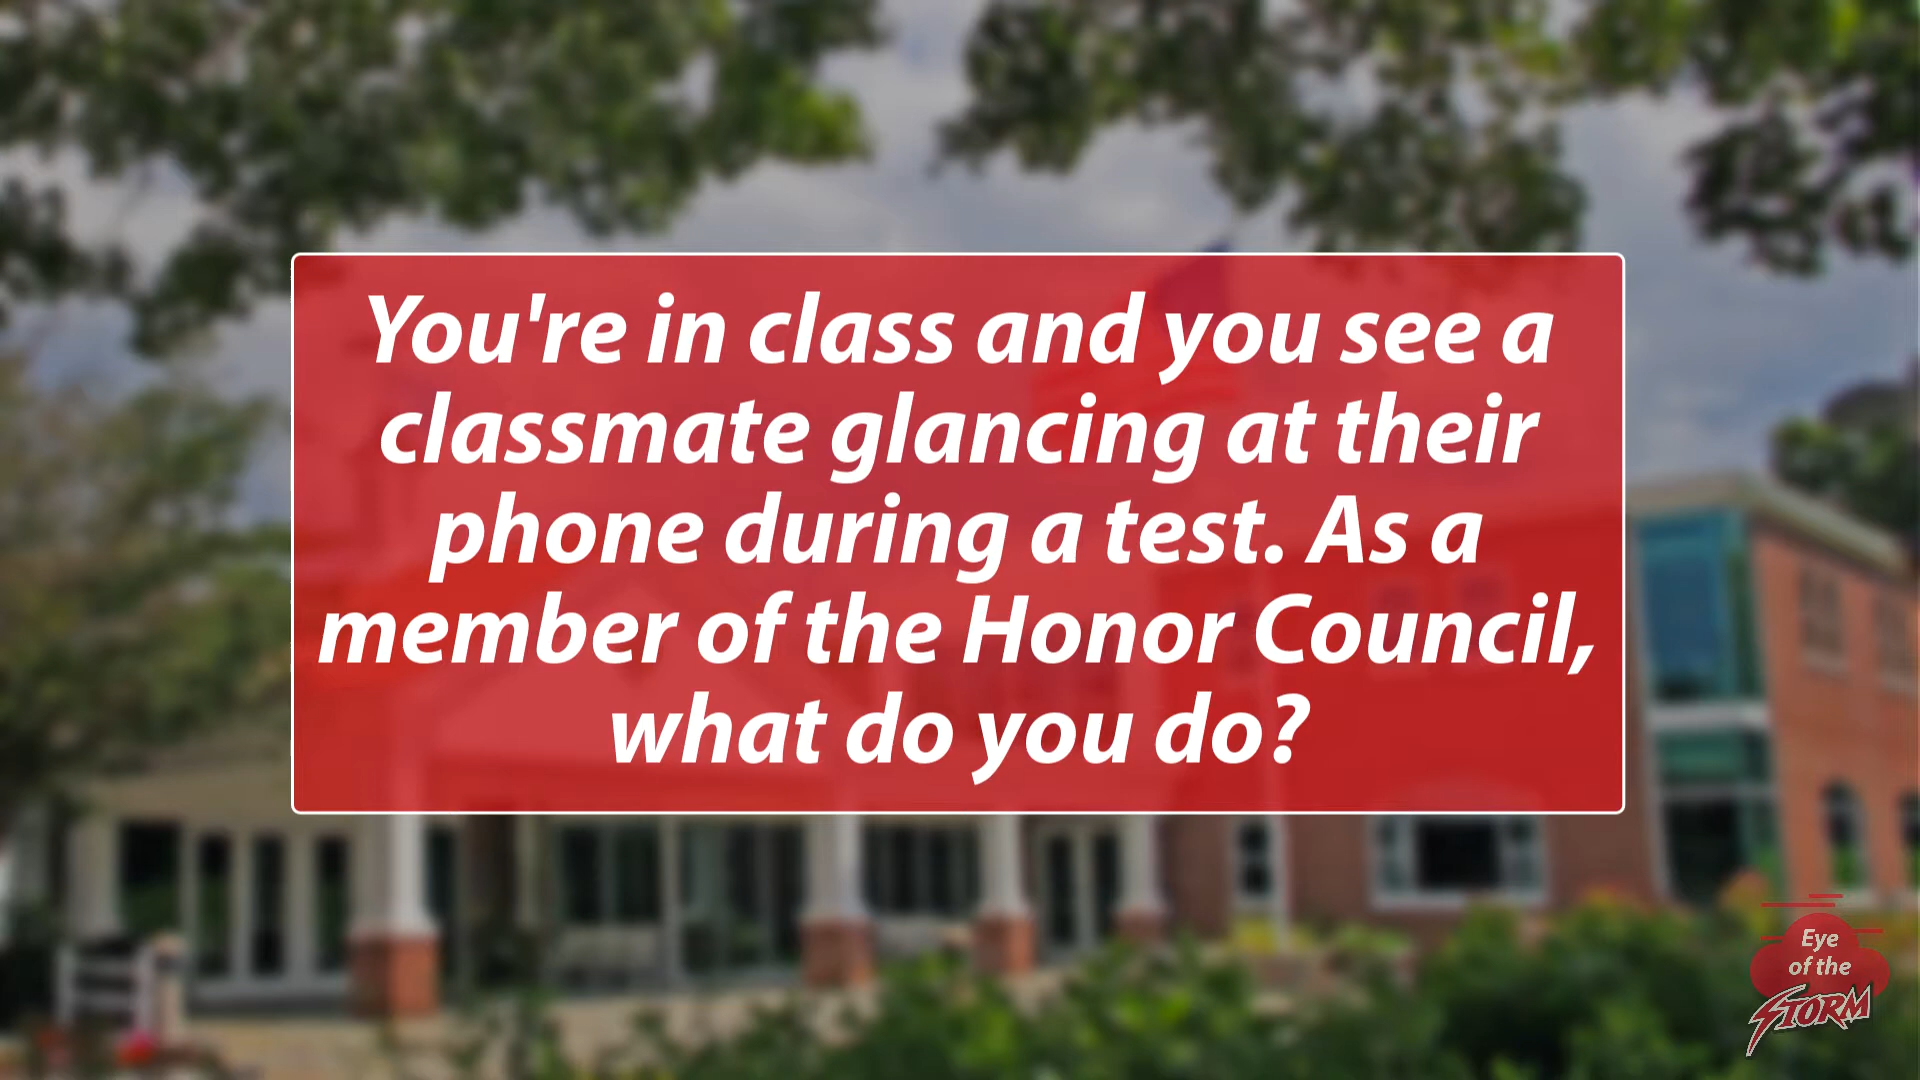 You're in class and you see a
classmate glancing at their
phone during a test. As a
member of the Honor Council,
what do you do?
Eye
of the
STORM